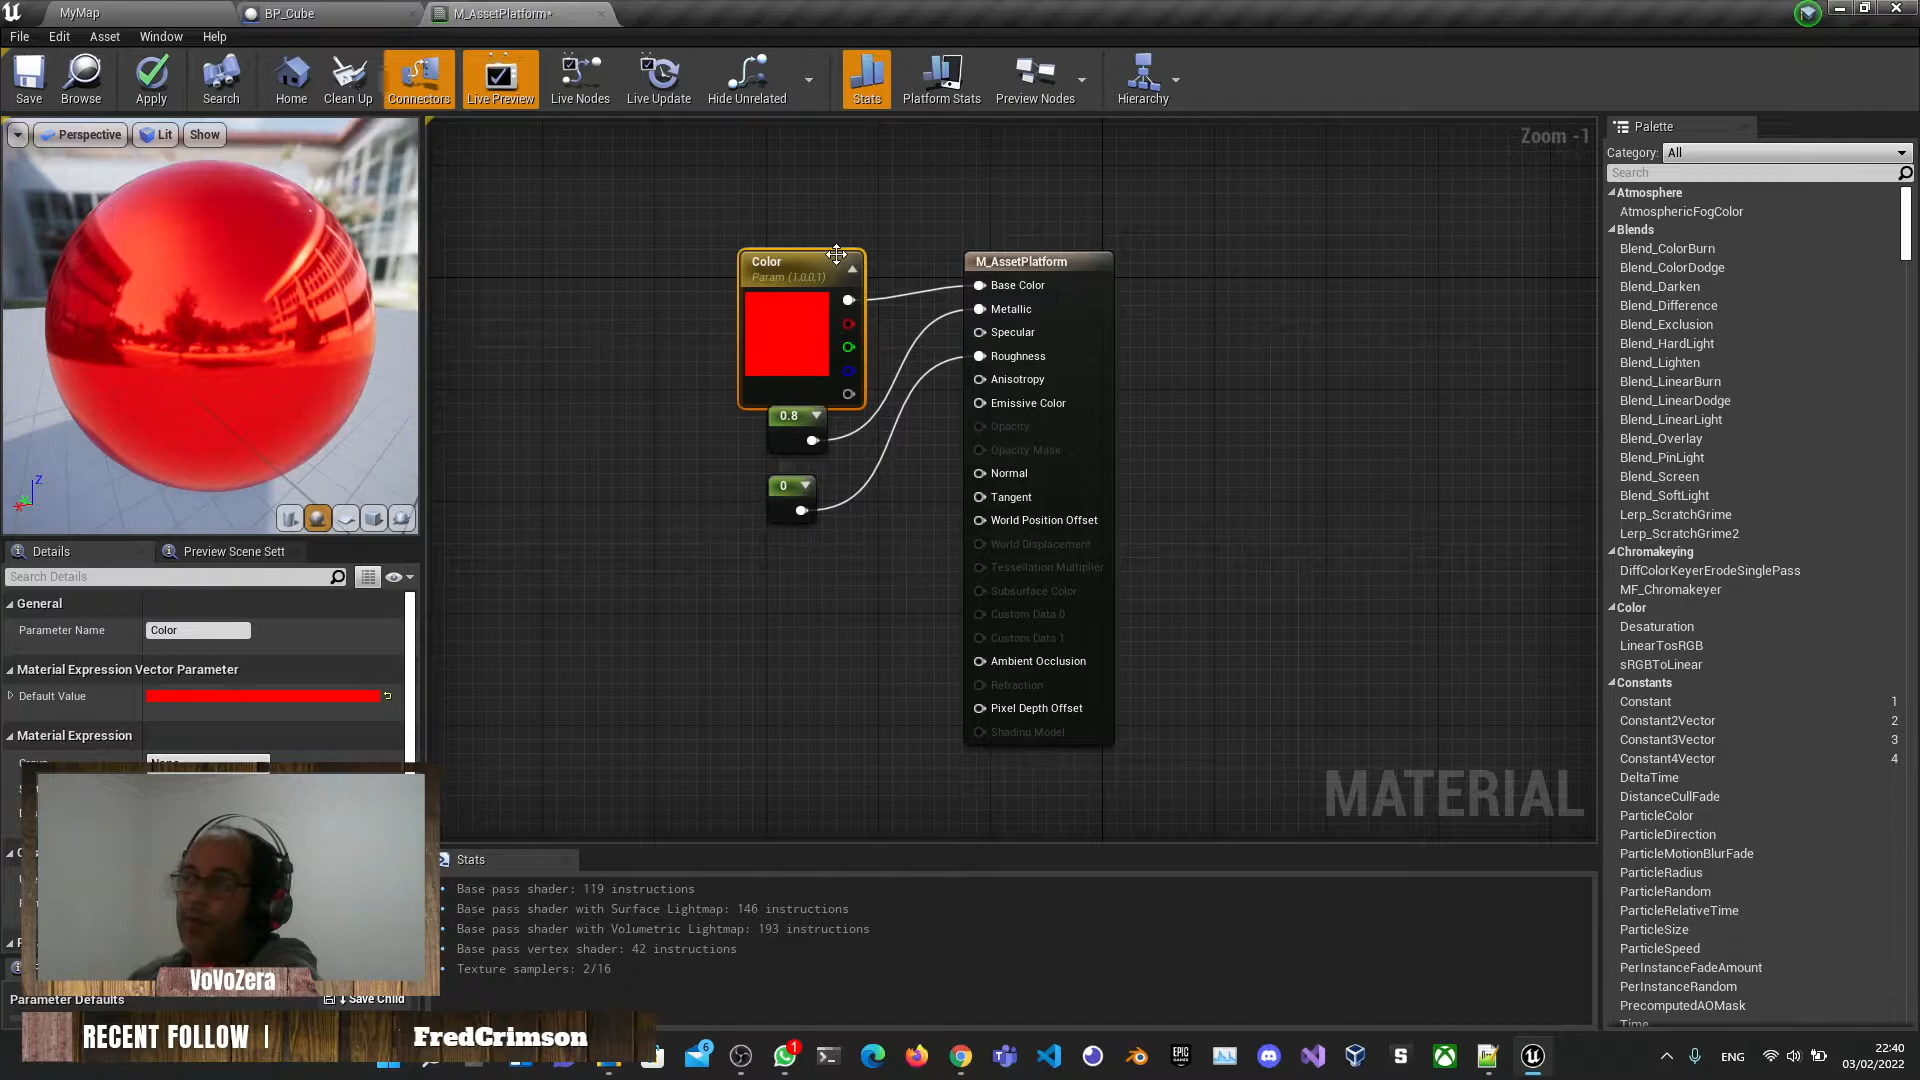 MyMap
BP_Cube
M_AssetPlatform*
File Edit Asset Window Help
Save Browse Apply Search Home Clean Up Connectors Live Preview Live Nodes Live Update Hide Unrelated Stats Platform Stats Preview Nodes Hierarchy
Perspective Lit Show
Z
Zoom -1
Color
Param (1,0,0,1)
0.8
0
M_AssetPlatform
Base Color
Metallic
Specular
Roughness
Anisotropy
Emissive Color
Opacity
Opacity Mask
Normal
Tangent
World Position Offset
World Displacement
Tessellation Multiplier
Subsurface Color
Custom Data 0
Custom Data 1
Ambient Occlusion
Refraction
Pixel Depth Offset
Shading Model
MATERIAL
Palette
Category: All
Search
Atmosphere
AtmosphericFogColor
Blends
Blend_ColorBurn
Blend_ColorDodge
Blend_Darken
Blend_Difference
Blend_Exclusion
Blend_HardLight
Blend_Lighten
Blend_LinearBurn
Blend_LinearDodge
Blend_LinearLight
Blend_Overlay
Blend_PinLight
Blend_Screen
Blend_SoftLight
Lerp_ScratchGrime
Lerp_ScratchGrime2
Chromakeying
DiffColorKeyerErodeSinglePass
MF_Chromakeyer
Color
Desaturation
LinearTosRGB
sRGBToLinear
Constants
Constant 1
Constant2Vector 2
Constant3Vector 3
Constant4Vector 4
DeltaTime
DistanceCullFade
ParticleColor
ParticleDirection
ParticleMotionBlurFade
ParticleRadius
ParticleRandom
ParticleRelativeTime
ParticleSize
ParticleSpeed
PerInstanceFadeAmount
PerInstanceRandom
PrecomputedAOMask
Time
Details
Preview Scene Sett
Search Details
General
Parameter Name Color
Material Expression Vector Parameter
Default Value
Material Expression
Stats
Base pass shader: 119 instructions
Base pass shader with Surface Lightmap: 146 instructions
Base pass shader with Volumetric Lightmap: 193 instructions
Base pass vertex shader: 42 instructions
Texture samplers: 2/16
VoVoZera
Parameter Defaults
Save Child
RECENT FOLLOW | FredCrimson
6
1
EPIC GAMES
ENG
22:40
03/02/2022